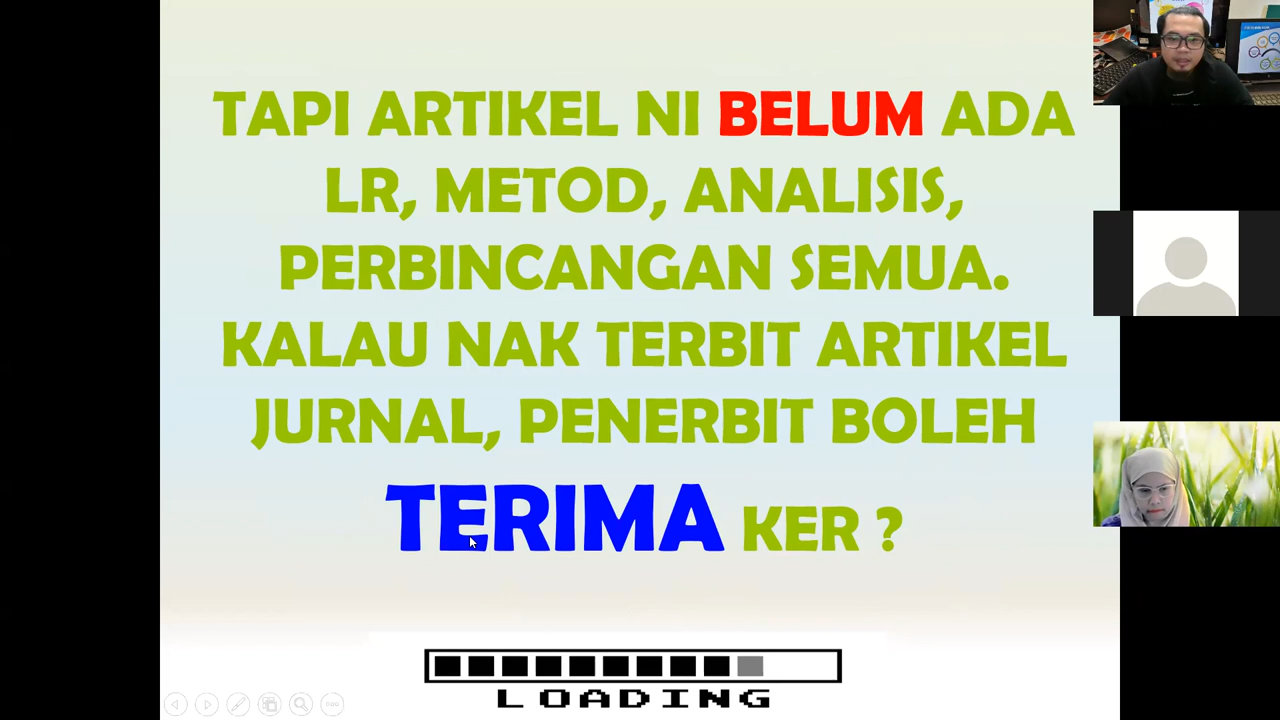 TAPI ARTIKEL NI BELUM ADA
LR, METOD, ANALISIS,
PERBINCANGAN SEMUA.
KALAU NAK TERBIT ARTIKEL
JURNAL, PENERBIT BOLEH
TERIMA KER ?
LOADING